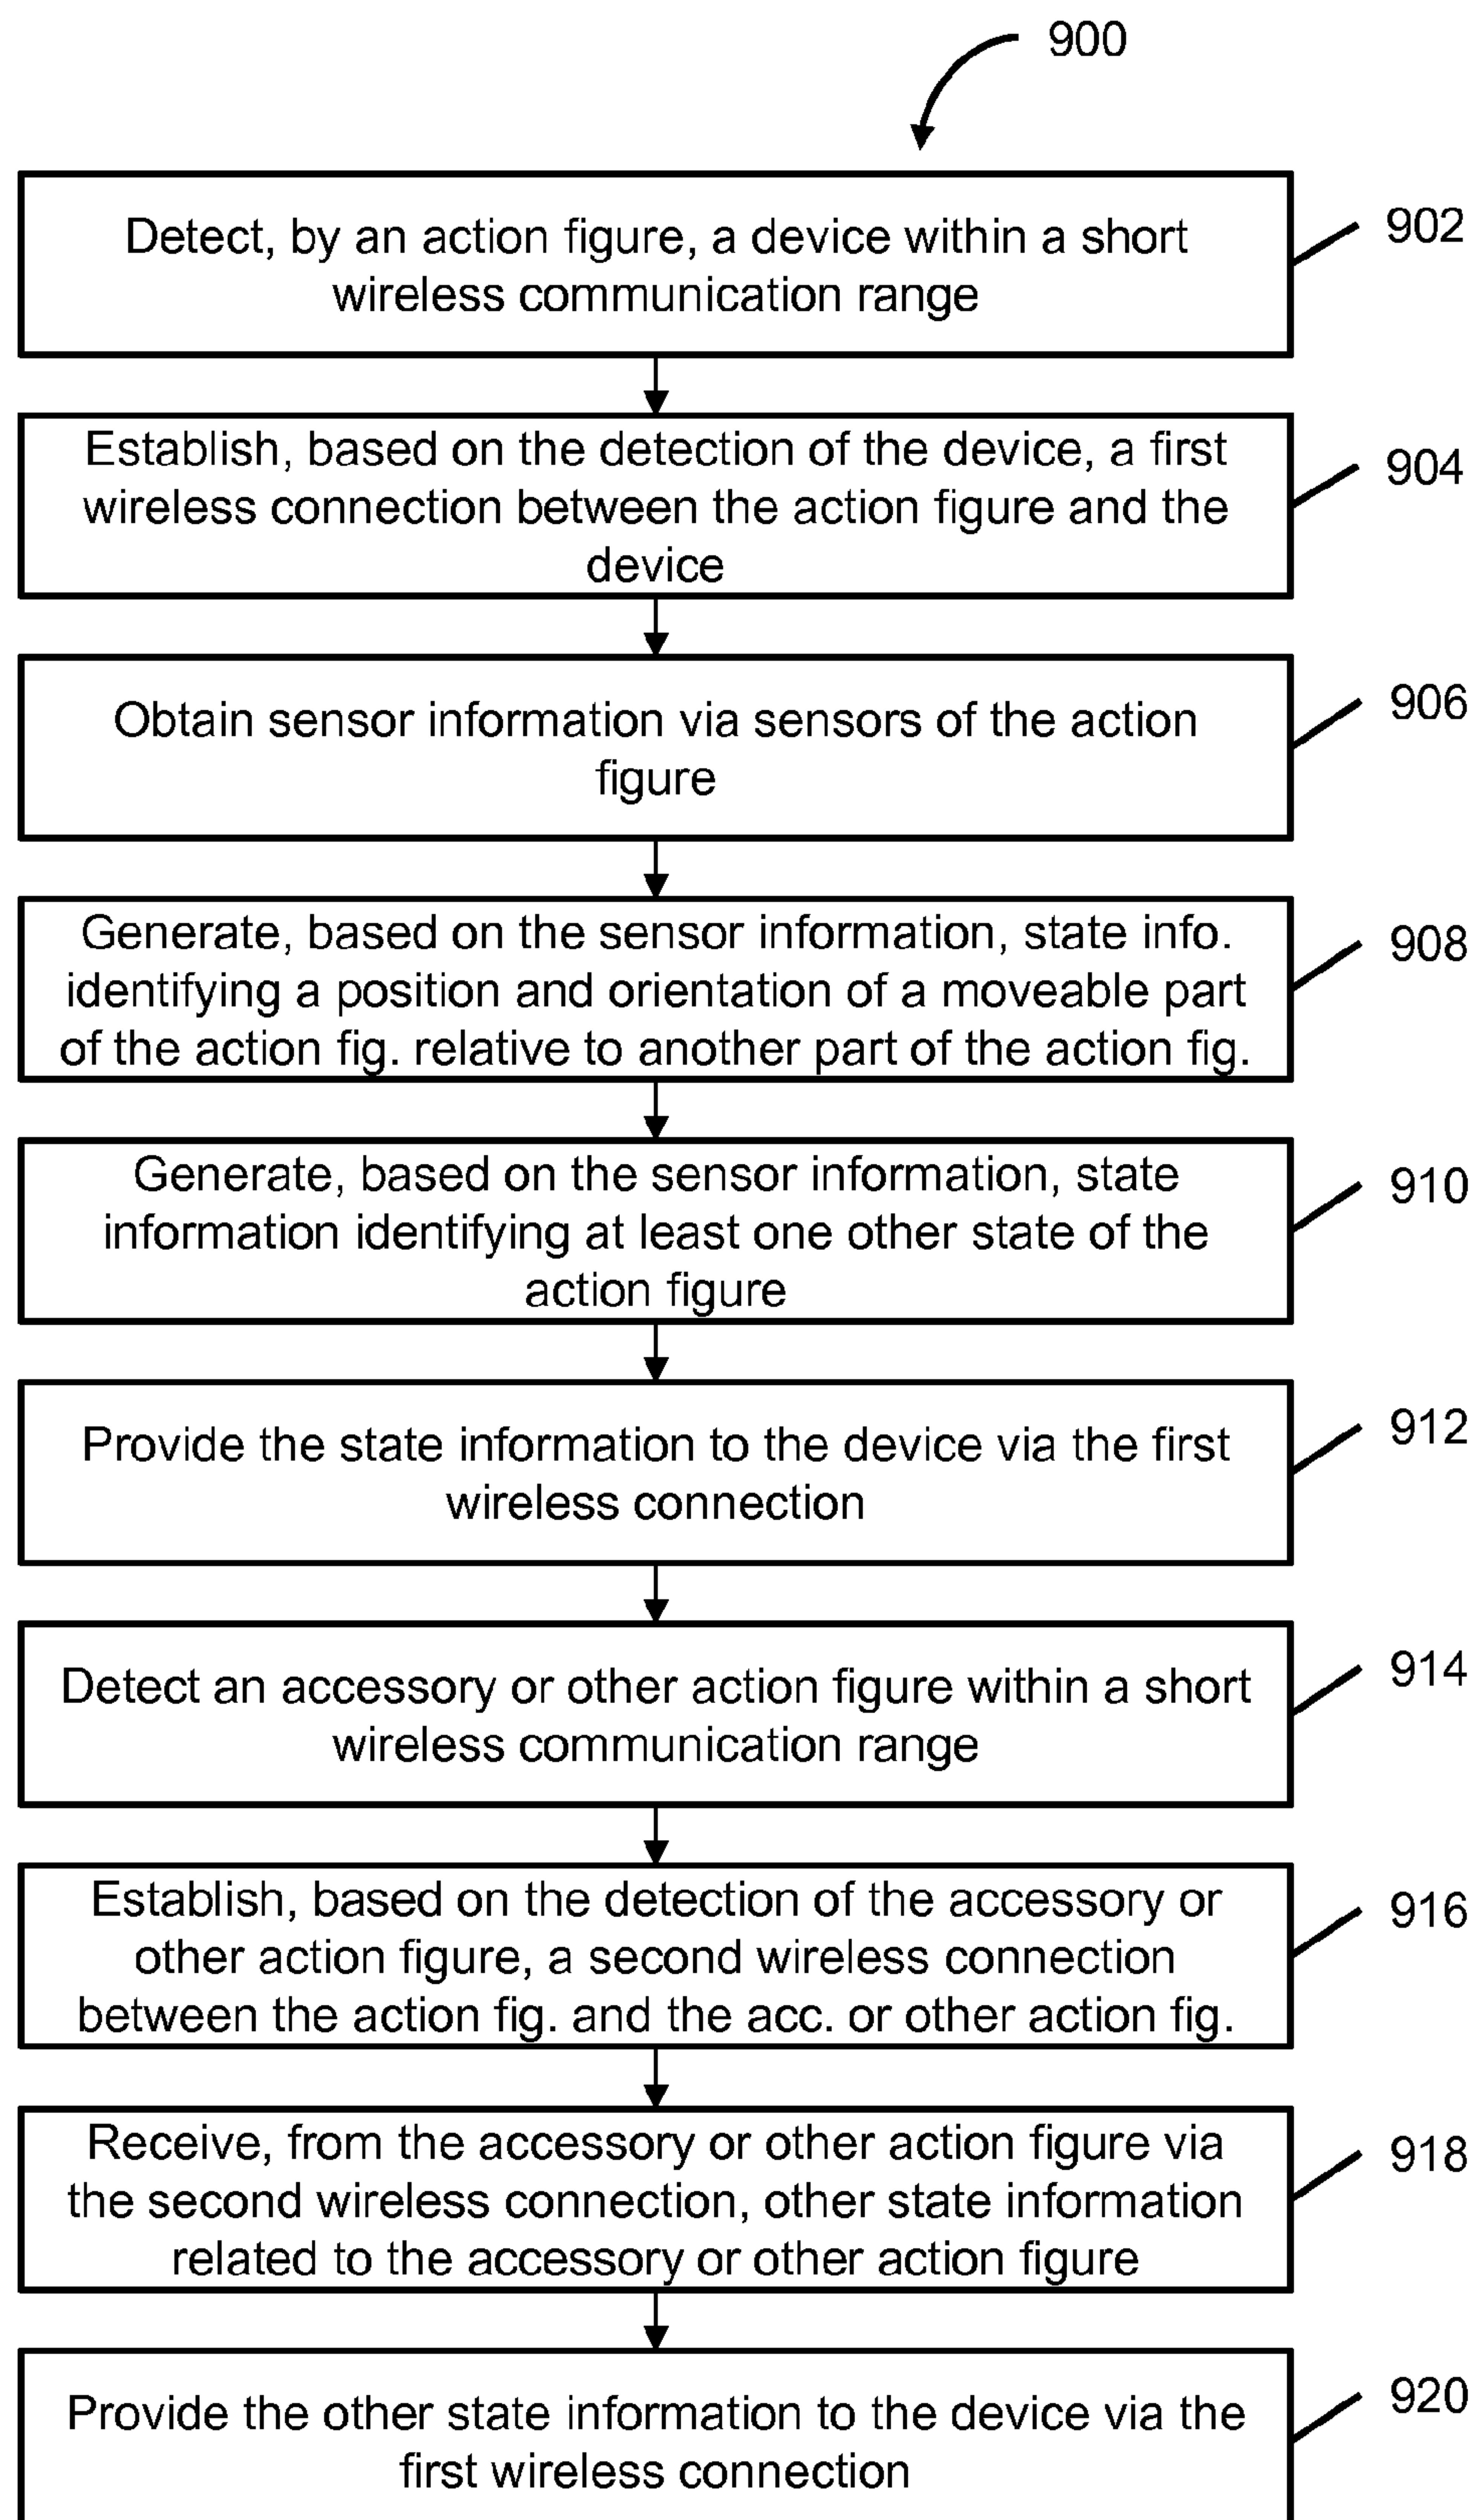 900
Detect, by an action figure, a device within a short
wireless communication range
902
Establish, based on the detection of the device, a first
wireless connection between the action figure and the
device
904
Obtain sensor information via sensors of the action
figure
906
Generate, based on the sensor information, state info.
identifying a position and orientation of a moveable part
of the action fig. relative to another part of the action fig.
908
Generate, based on the sensor information, state
information identifying at least one other state of the
action figure
910
Provide the state information to the device via the first
wireless connection
912
Detect an accessory or other action figure within a short
wireless communication range
914
Establish, based on the detection of the accessory or
other action figure, a second wireless connection
between the action fig. and the acc. or other action fig.
916
Receive, from the accessory or other action figure via
the second wireless connection, other state information
related to the accessory or other action figure
918
Provide the other state information to the device via the
first wireless connection
920